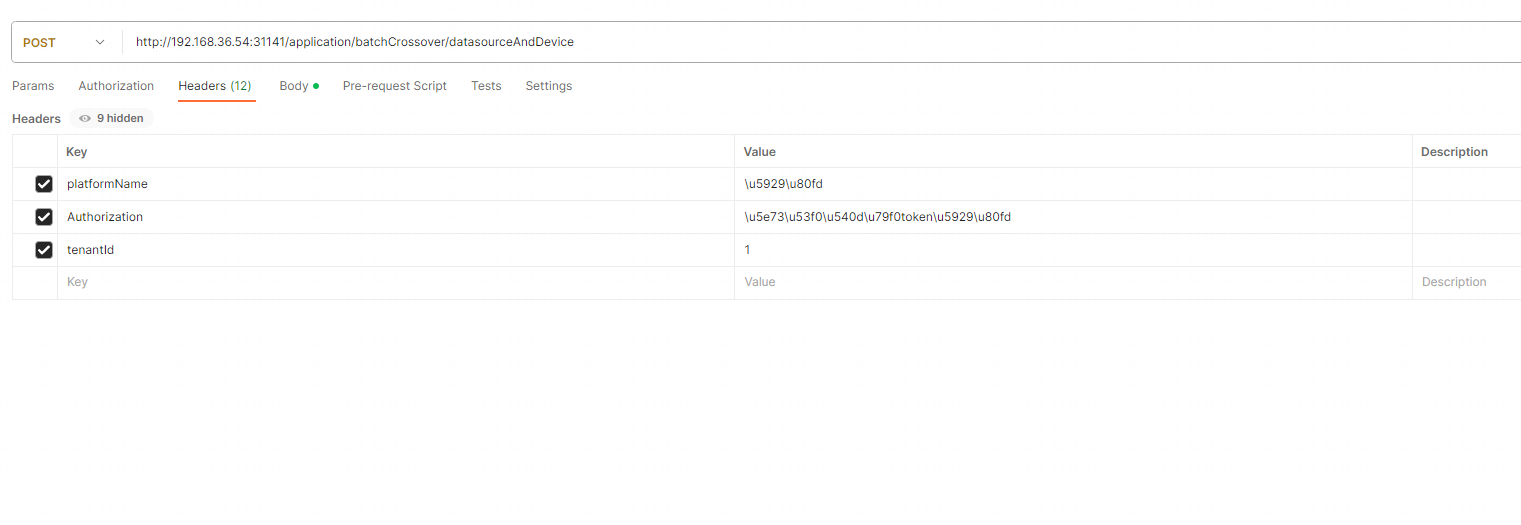 POST http://192.168.36.54:31141/application/batchCrossover/datasourceAndDevice
Params Authorization Headers (12) Body Pre-request Script Tests Settings
Headers 9 hidden
Key Value Description
platformName \u5929\u80fd
Authorization \u5e73\u53f0\u540d\u79f0token\u5929\u80fd
tenantId 1
Key Value Description